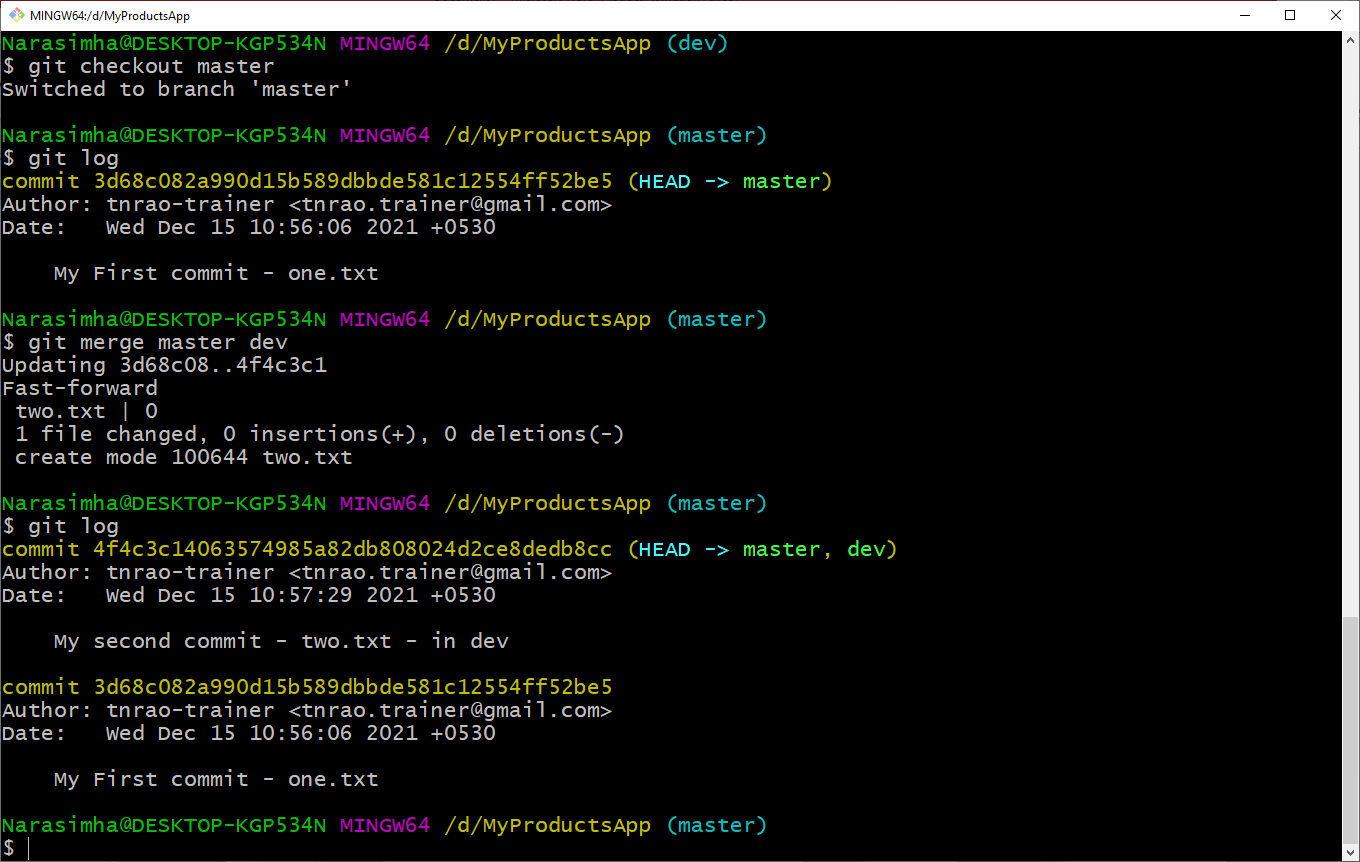 MINGW64:/d/MyProductsApp
Narasimha@DESKTOP-KGP534N MINGW64 /d/MyProductsApp (dev)
$ git checkout master
Switched to branch 'master'
Narasimha@DESKTOP-KGP534N MINGW64 /d/MyProductsApp (master)
$ git log
commit 3d68c082a990d15b589dbbde581c12554ff52be5 (HEAD -> master)
Author: tnrao-trainer <tnrao.trainer@gmail.com>
Date:   Wed Dec 15 10:56:06 2021 +0530
    My First commit - one.txt
Narasimha@DESKTOP-KGP534N MINGW64 /d/MyProductsApp (master)
$ git merge master dev
Updating 3d68c08..4f4c3c1
Fast-forward
 two.txt | 0
 1 file changed, 0 insertions(+), 0 deletions(-)
 create mode 100644 two.txt
Narasimha@DESKTOP-KGP534N MINGW64 /d/MyProductsApp (master)
$ git log
commit 4f4c3c14063574985a82db808024d2ce8dedb8cc (HEAD -> master, dev)
Author: tnrao-trainer <tnrao.trainer@gmail.com>
Date:   Wed Dec 15 10:57:29 2021 +0530
    My second commit - two.txt - in dev
commit 3d68c082a990d15b589dbbde581c12554ff52be5
Author: tnrao-trainer <tnrao.trainer@gmail.com>
Date:   Wed Dec 15 10:56:06 2021 +0530
    My First commit - one.txt
Narasimha@DESKTOP-KGP534N MINGW64 /d/MyProductsApp (master)
$